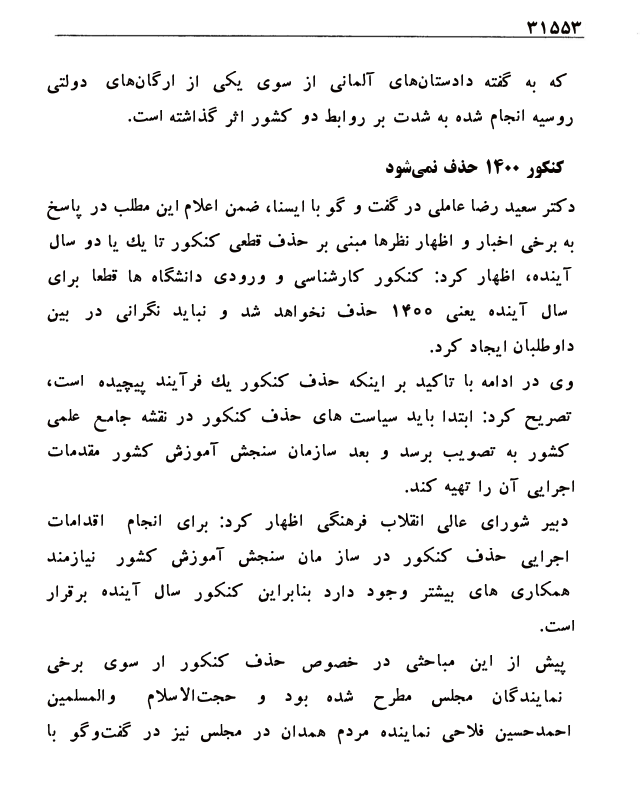 ۳۱۵۵۳
که به گفته دادستان‌های آلمانی از سوی یکی از ارگان‌های دولتی
روسیه انجام شده به شدت بر روابط دو کشور اثر گذاشته است.
کنکور ۱۴۰۰ حذف نمی‌شود
دکتر سعید رضا عاملی در گفت و گو با ایسنا، ضمن اعلام این مطلب در پاسخ
به برخی اخبار و اظهار نظرها مبنی بر حذف قطعی کنکور تا یك یا دو سال
آینده، اظهار کرد: کنکور کارشناسی و ورودی دانشگاه ها قطعا برای
سال آینده یعنی ۱۴۰۰ حذف نخواهد شد و نباید نگرانی در بین
داوطلبان ایجاد کرد.
وی در ادامه با تاکید بر اینکه حذف کنکور یك فرآیند پیچیده است،
تصریح کرد: ابتدا باید سیاست های حذف کنکور در نقشه جامع علمی
کشور به تصویب برسد و بعد سازمان سنجش آموزش کشور مقدمات
اجرایی آن را تهیه کند.
دبیر شورای عالی انقلاب فرهنگی اظهار کرد: برای انجام اقدامات
اجرایی حذف کنکور در ساز مان سنجش آموزش کشور نیازمند
همکاری های بیشتر وجود دارد بنابراین کنکور سال آینده برقرار
است.
پیش از این مباحثی در خصوص حذف کنکور ار سوی برخی
نمایندگان مجلس مطرح شده بود و حجت‌الاسلام والمسلمین
احمدحسین فلاحی نماینده مردم همدان در مجلس نیز در گفت‌وگو با